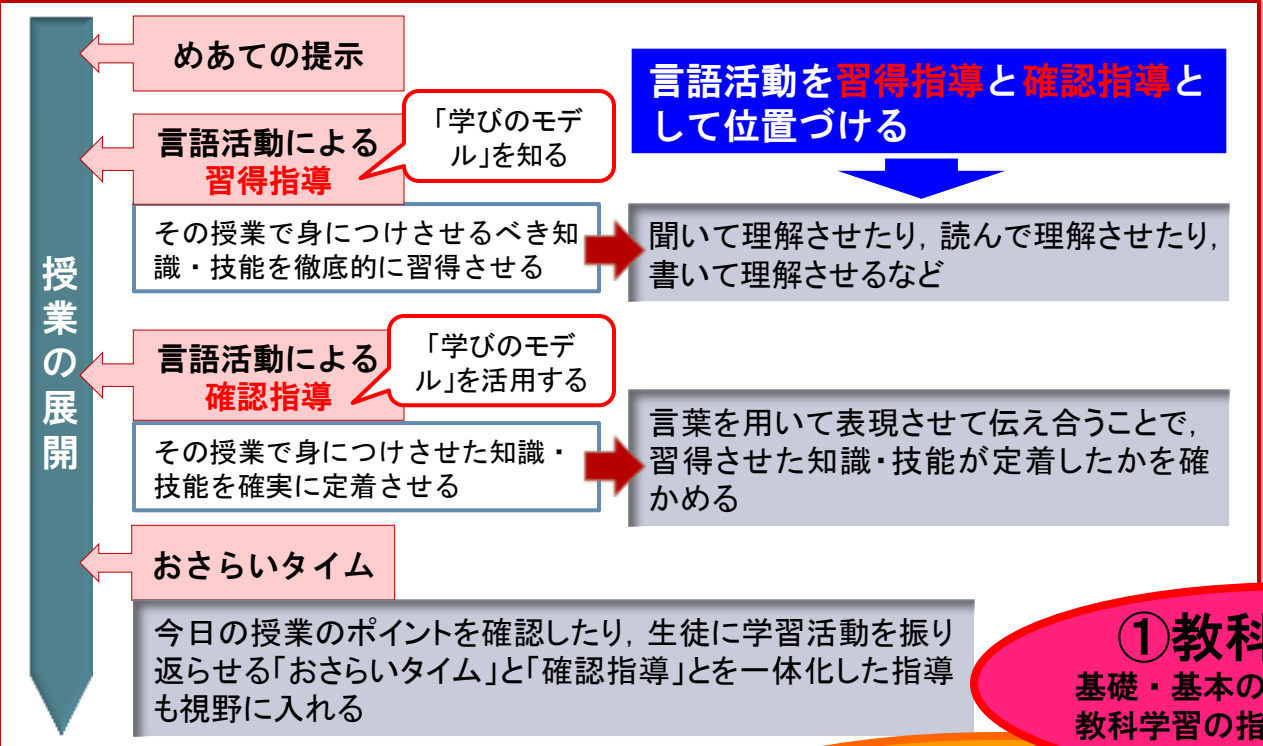 授業の展開
めあての提示
言語活動を習得指導と確認指導と
して位置づける
言語活動による
習得指導
「学びのモデ
ル」を知る
その授業で身につけさせるべき知
識・技能を徹底的に習得させる
聞いて理解させたり，読んで理解させたり，
書いて理解させるなど
言語活動による
確認指導
「学びのモデ
ル」を活用する
その授業で身につけさせた知識・
技能を確実に定着させる
言葉を用いて表現させて伝え合うことで，
習得させた知識・技能が定着したかを確
かめる
おさらいタイム
今日の授業のポイントを確認したり，生徒に学習活動を振り
返らせる「おさらいタイム」と「確認指導」とを一体化した指導
も視野に入れる
①教科
基礎・基本の
教科学習の指